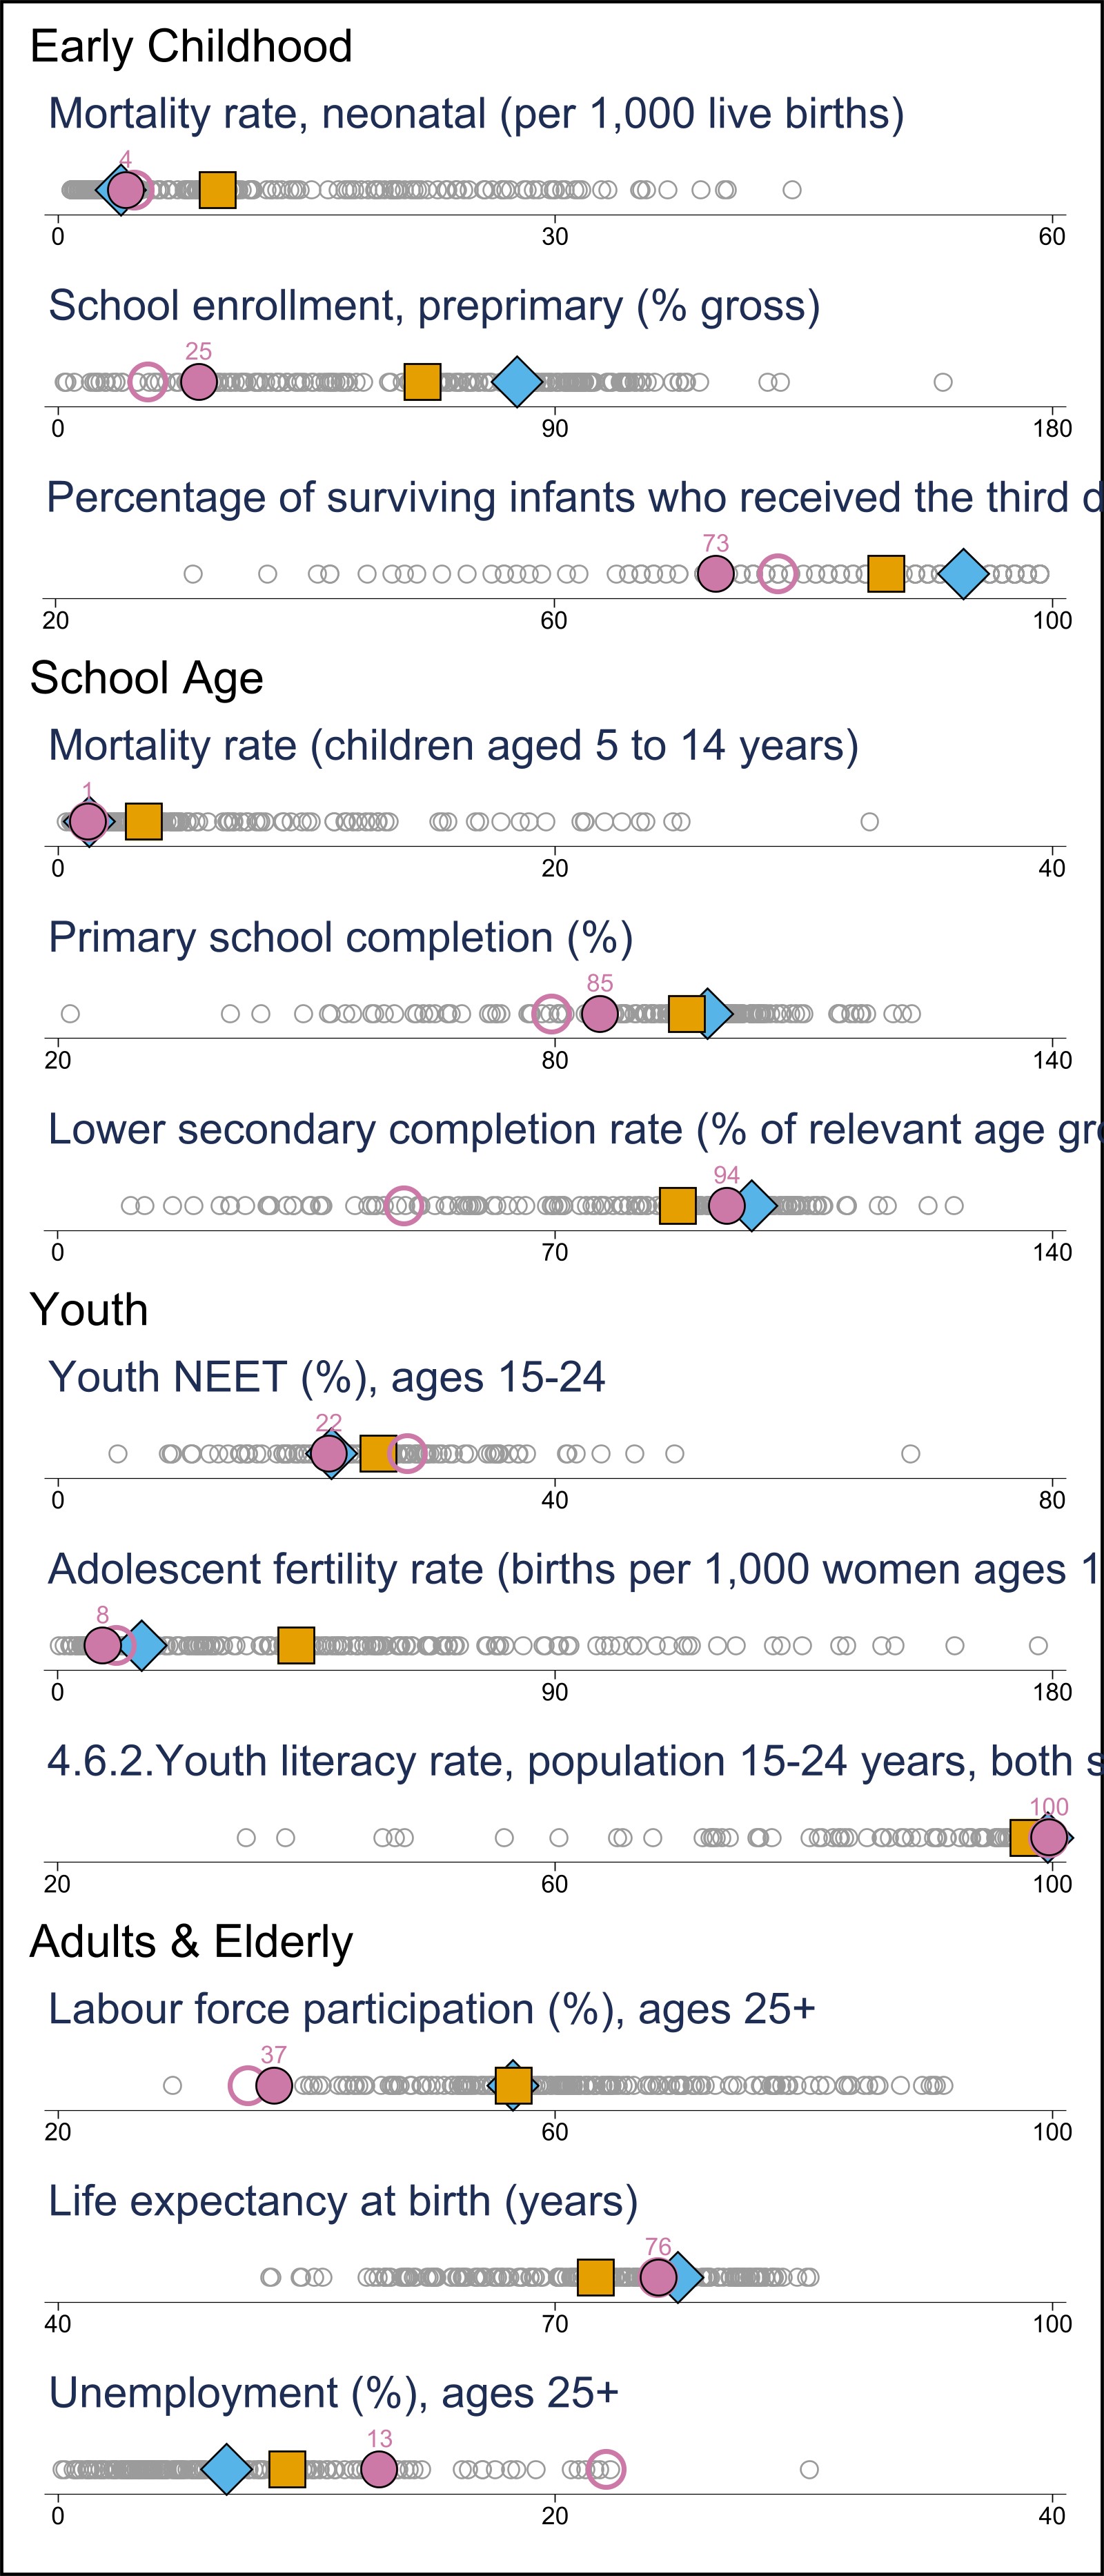 Early Childhood
Mortality rate, neonatal (per 1,000 live births)
4
0 30 60
School enrollment, preprimary (% gross)
25
0 90 180
Percentage of surviving infants who received the third d
73
20 60 100
School Age
Mortality rate (children aged 5 to 14 years)
1
0 20 40
Primary school completion (%)
85
20 80 140
Lower secondary completion rate (% of relevant age gro
94
0 70 140
Youth
Youth NEET (%), ages 15-24
22
0 40 80
Adolescent fertility rate (births per 1,000 women ages 1
8
0 90 180
4.6.2.Youth literacy rate, population 15-24 years, both s
100
20 60 100
Adults & Elderly
Labour force participation (%), ages 25+
37
20 60 100
Life expectancy at birth (years)
76
40 70 100
Unemployment (%), ages 25+
13
0 20 40